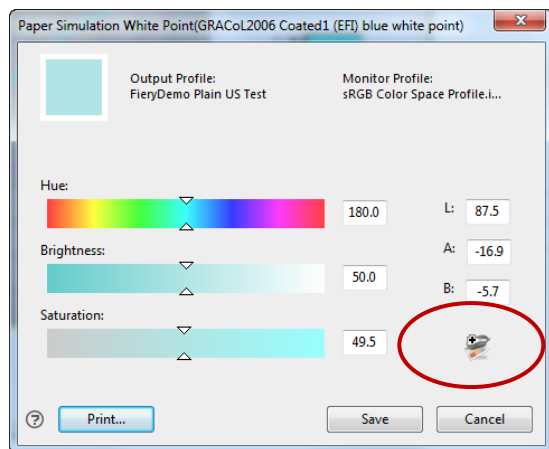 Paper Simulation White Point(GRACoL2006 Coated1 (EFI) blue white point)
Output Profile:
FieryDemo Plain US Test
Monitor Profile:
sRGB Color Space Profile.i...
Hue:
180.0
L: 87.5
Brightness:
50.0
A: -16.9
B: -5.7
Saturation:
49.5
? Print...
Save
Cancel